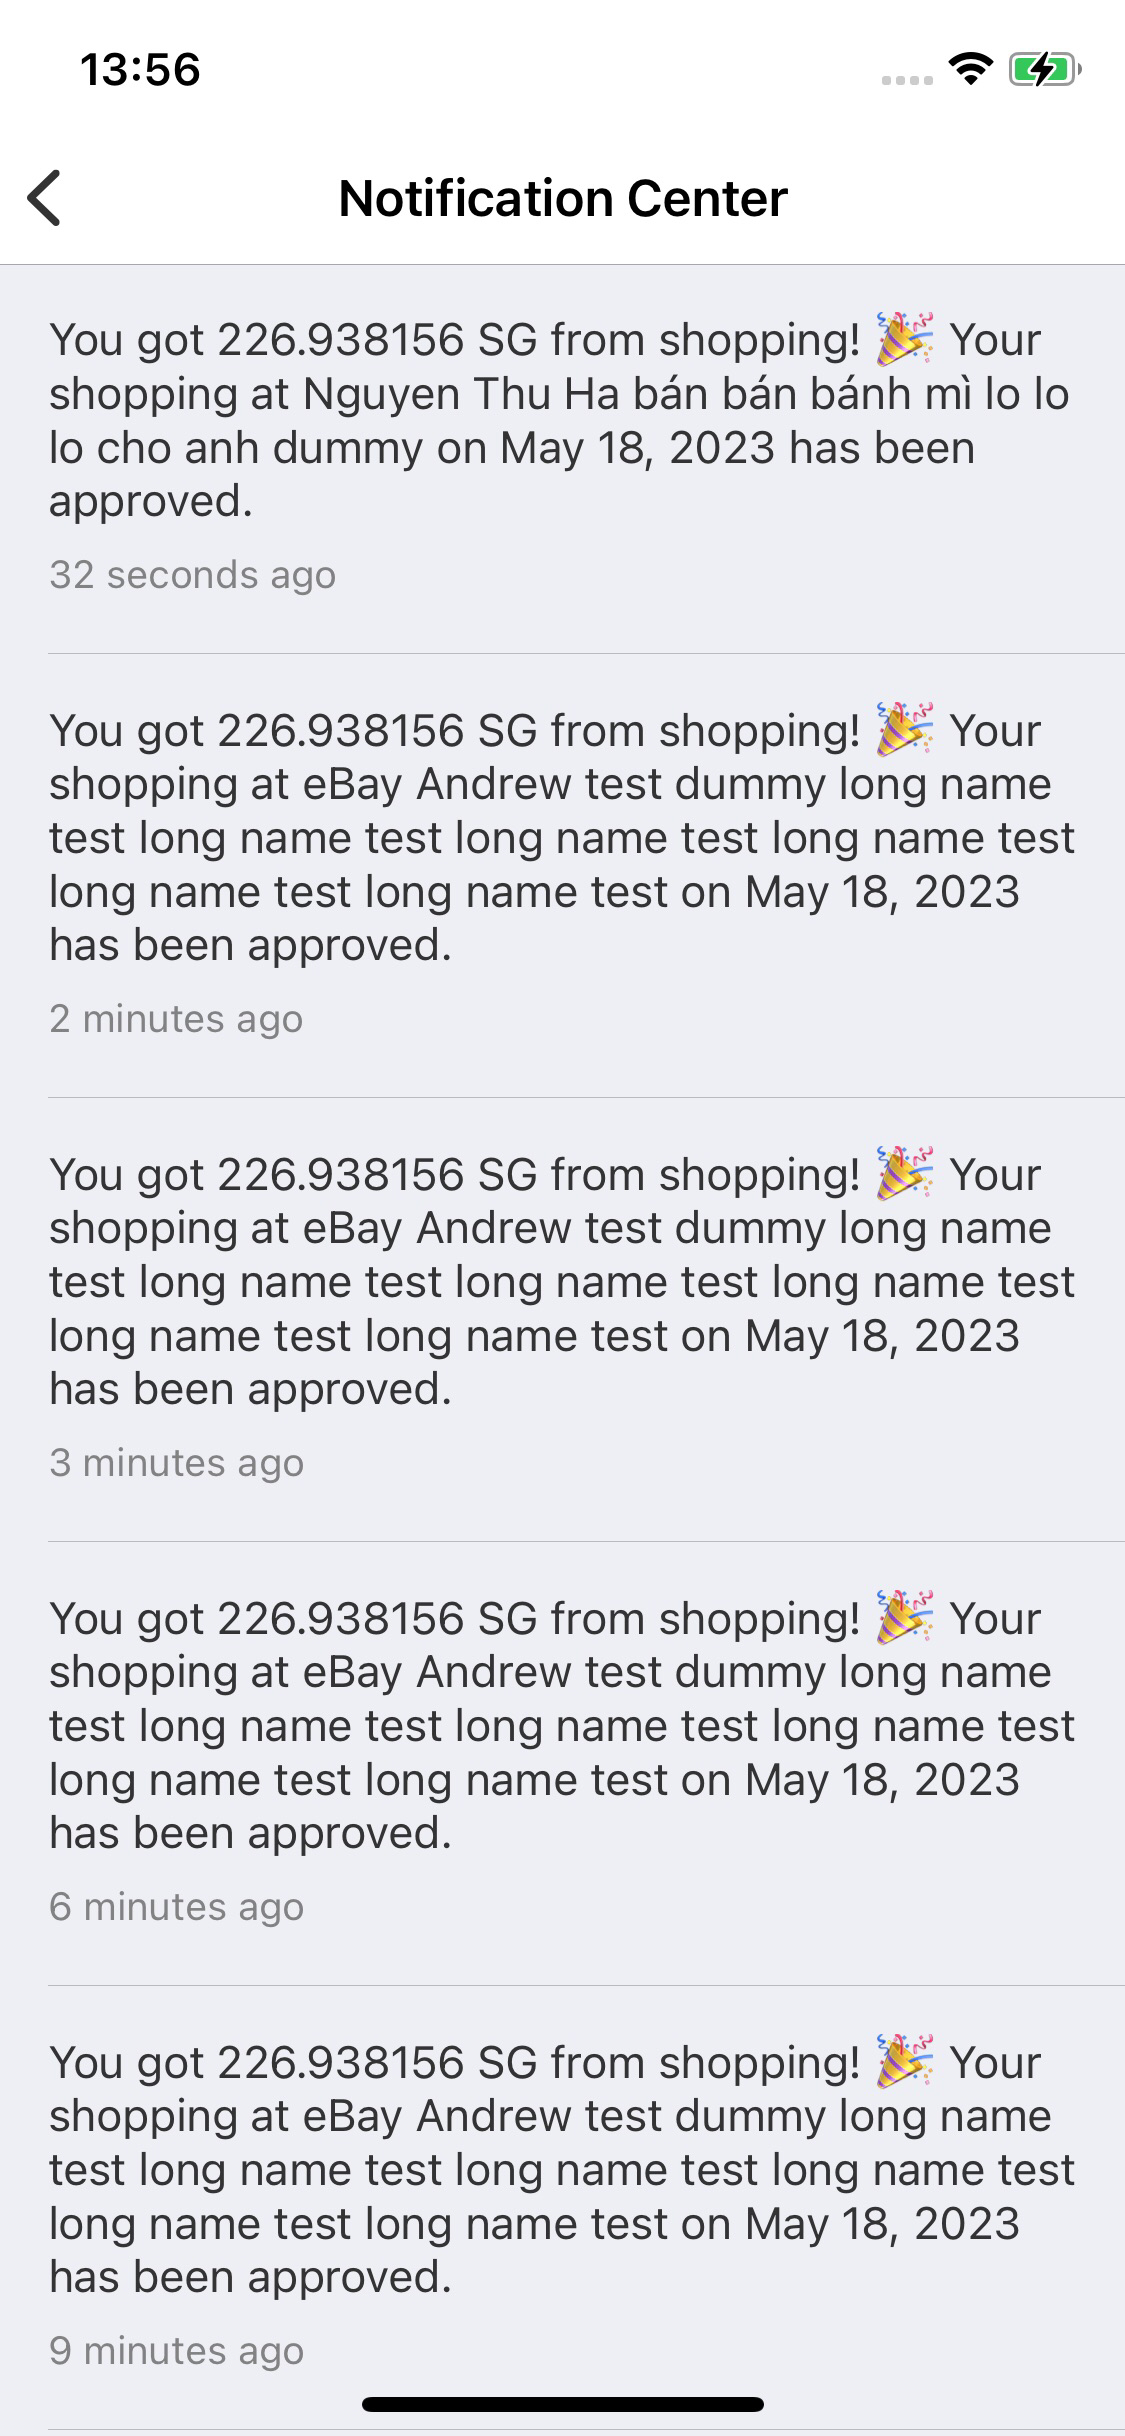 13:56
Notification Center
You got 226.938156 SG from shopping! 🎉 Your
shopping at Nguyen Thu Ha bán bán bánh mì lo lo
lo cho anh dummy on May 18, 2023 has been
approved.
32 seconds ago
You got 226.938156 SG from shopping! 🎉 Your
shopping at eBay Andrew test dummy long name
test long name test long name test long name test
long name test long name test on May 18, 2023
has been approved.
2 minutes ago
You got 226.938156 SG from shopping! 🎉 Your
shopping at eBay Andrew test dummy long name
test long name test long name test long name test
long name test long name test on May 18, 2023
has been approved.
3 minutes ago
You got 226.938156 SG from shopping! 🎉 Your
shopping at eBay Andrew test dummy long name
test long name test long name test long name test
long name test long name test on May 18, 2023
has been approved.
6 minutes ago
You got 226.938156 SG from shopping! 🎉 Your
shopping at eBay Andrew test dummy long name
test long name test long name test long name test
long name test long name test on May 18, 2023
has been approved.
9 minutes ago